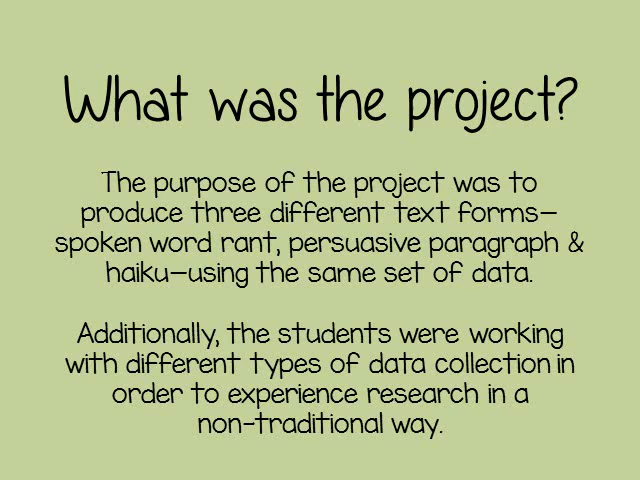 What was the project?
The purpose of the project was to
produce three different text forms—
spoken word rant, persuasive paragraph &
haiku—using the same set of data.
Additionally, the students were working
with different types of data collection in
order to experience research in a
non-traditional way.